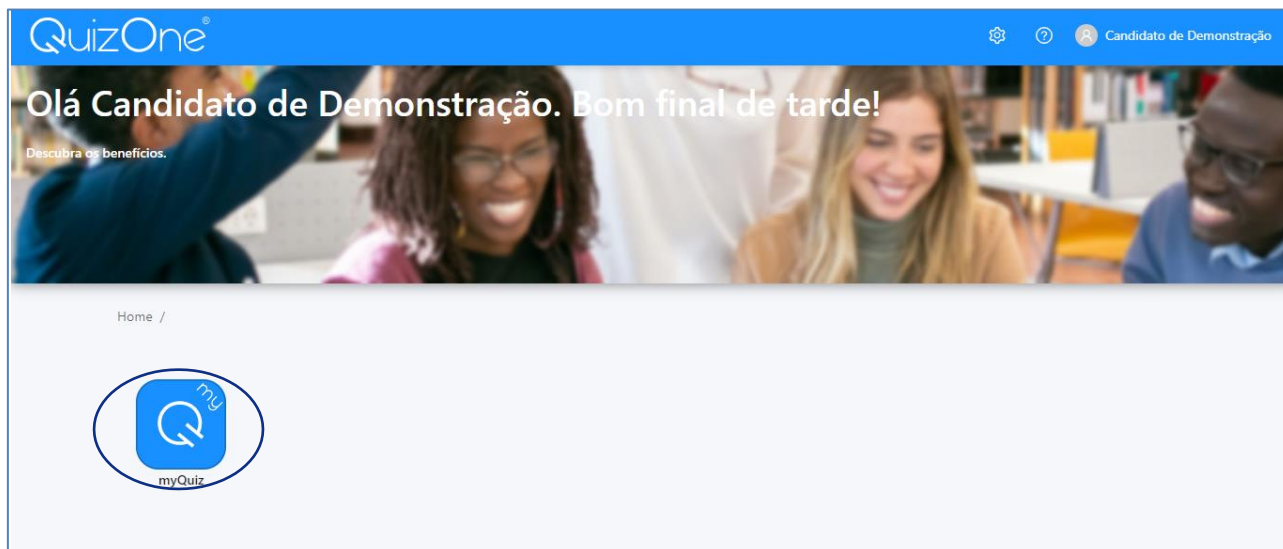 QuizOne®
Candidato de Demonstração
Olá Candidato de Demonstração. Bom final de tarde!
Descubra os benefícios.
Home /
Q my
myQuiz